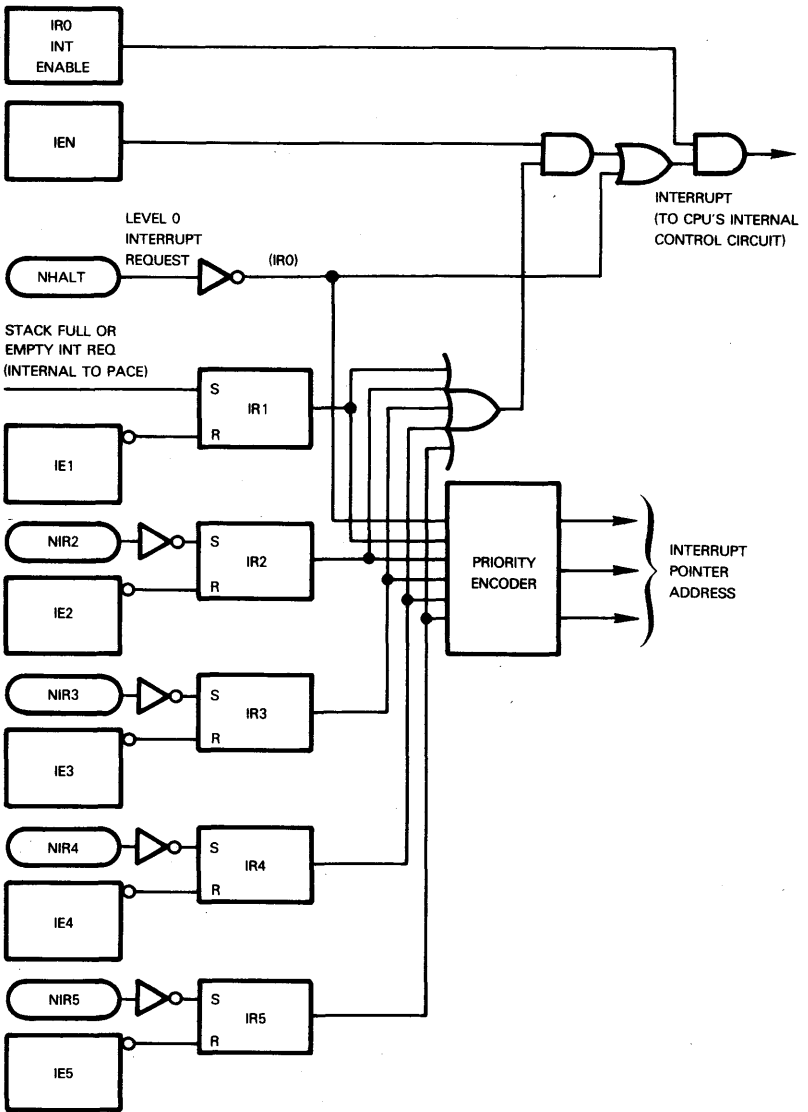 IR0
INT
ENABLE
IEN
INTERRUPT
(TO CPU'S INTERNAL
CONTROL CIRCUIT)
LEVEL 0
INTERRUPT
REQUEST
(IR0)
NHALT
STACK FULL OR
EMPTY INT REQ
(INTERNAL TO PACE)
S
IR1
R
IE1
NIR2
S
IR2
R
IE2
PRIORITY
ENCODER
INTERRUPT
POINTER
ADDRESS
NIR3
S
IR3
R
IE3
NIR4
S
IR4
R
IE4
NIR5
S
IR5
R
IE5